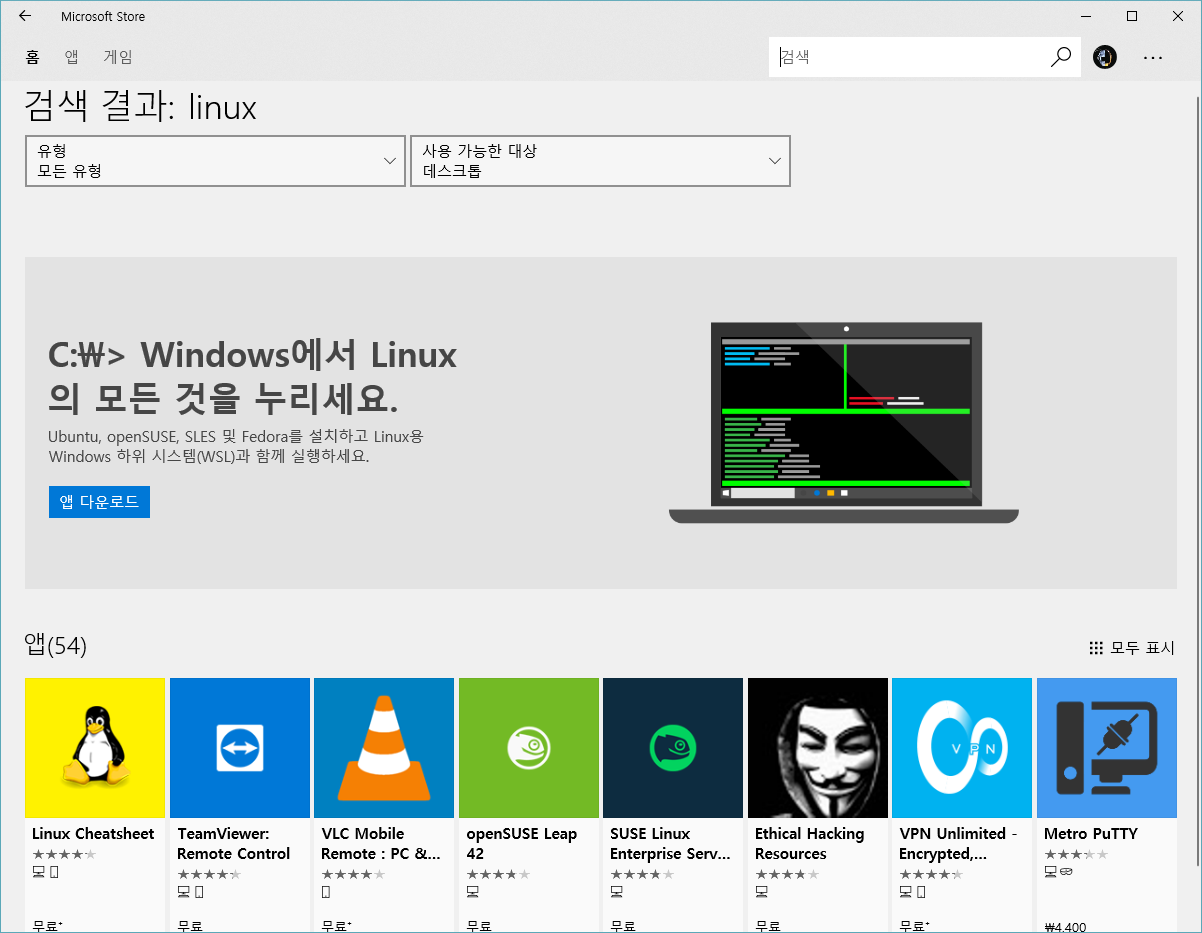 Microsoft Store
홈 앱 게임 검색
검색 결과: linux
유형
모든 유형
사용 가능한 대상
데스크톱
C:₩> Windows에서 Linux
의 모든 것을 누리세요.
Ubuntu, openSUSE, SLES 및 Fedora를 설치하고 Linux용
Windows 하위 시스템(WSL)과 함께 실행하세요.
앱 다운로드
앱(54)
모두 표시
VPN
Linux Cheatsheet
무료⁺
TeamViewer:
Remote Control
무료
VLC Mobile
Remote : PC &...
무료⁺
openSUSE Leap
42
무료
SUSE Linux
Enterprise Serv...
무료
Ethical Hacking
Resources
무료
VPN Unlimited -
Encrypted,...
무료⁺
Metro PuTTY
₩4,400